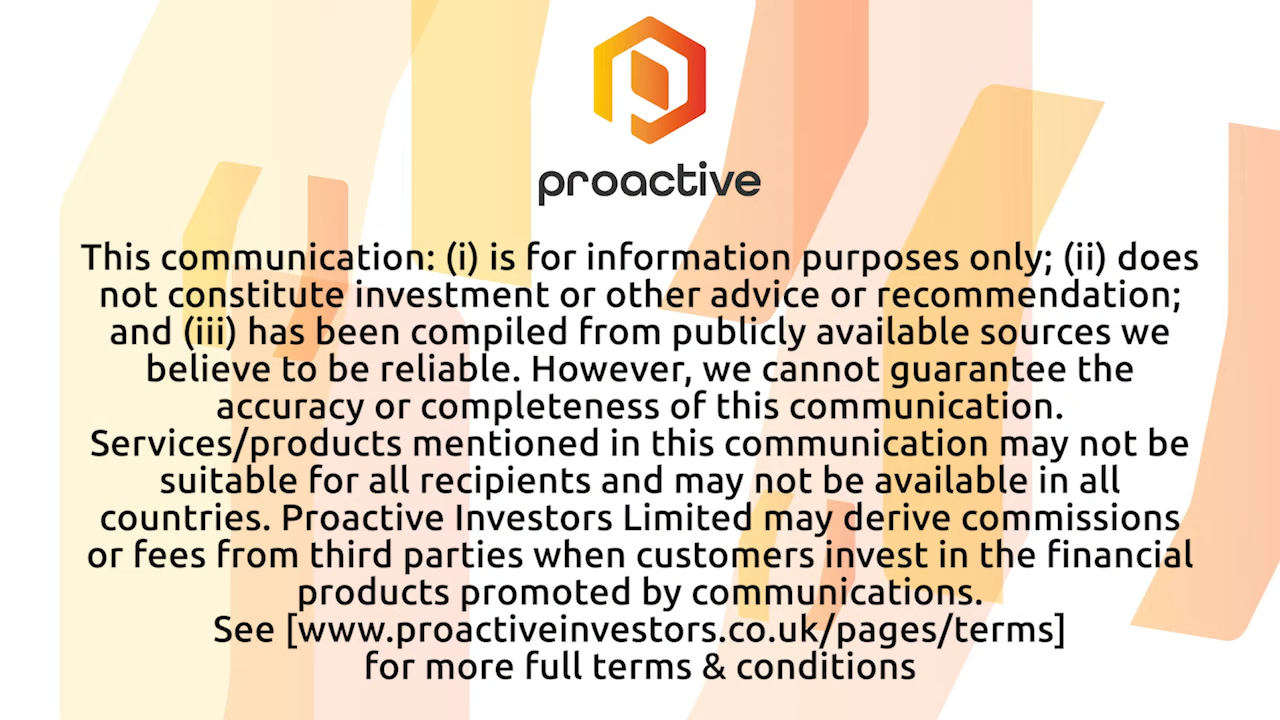 proactive
This communication: (i) is for information purposes only; (ii) does
not constitute investment or other advice or recommendation;
and (iii) has been compiled from publicly available sources we
believe to be reliable. However, we cannot guarantee the
accuracy or completeness of this communication.
Services/products mentioned in this communication may not be
suitable for all recipients and may not be available in all
countries. Proactive Investors Limited may derive commissions
or fees from third parties when customers invest in the financial
products promoted by communications.
See [www.proactiveinvestors.co.uk/pages/terms]
for more full terms & conditions